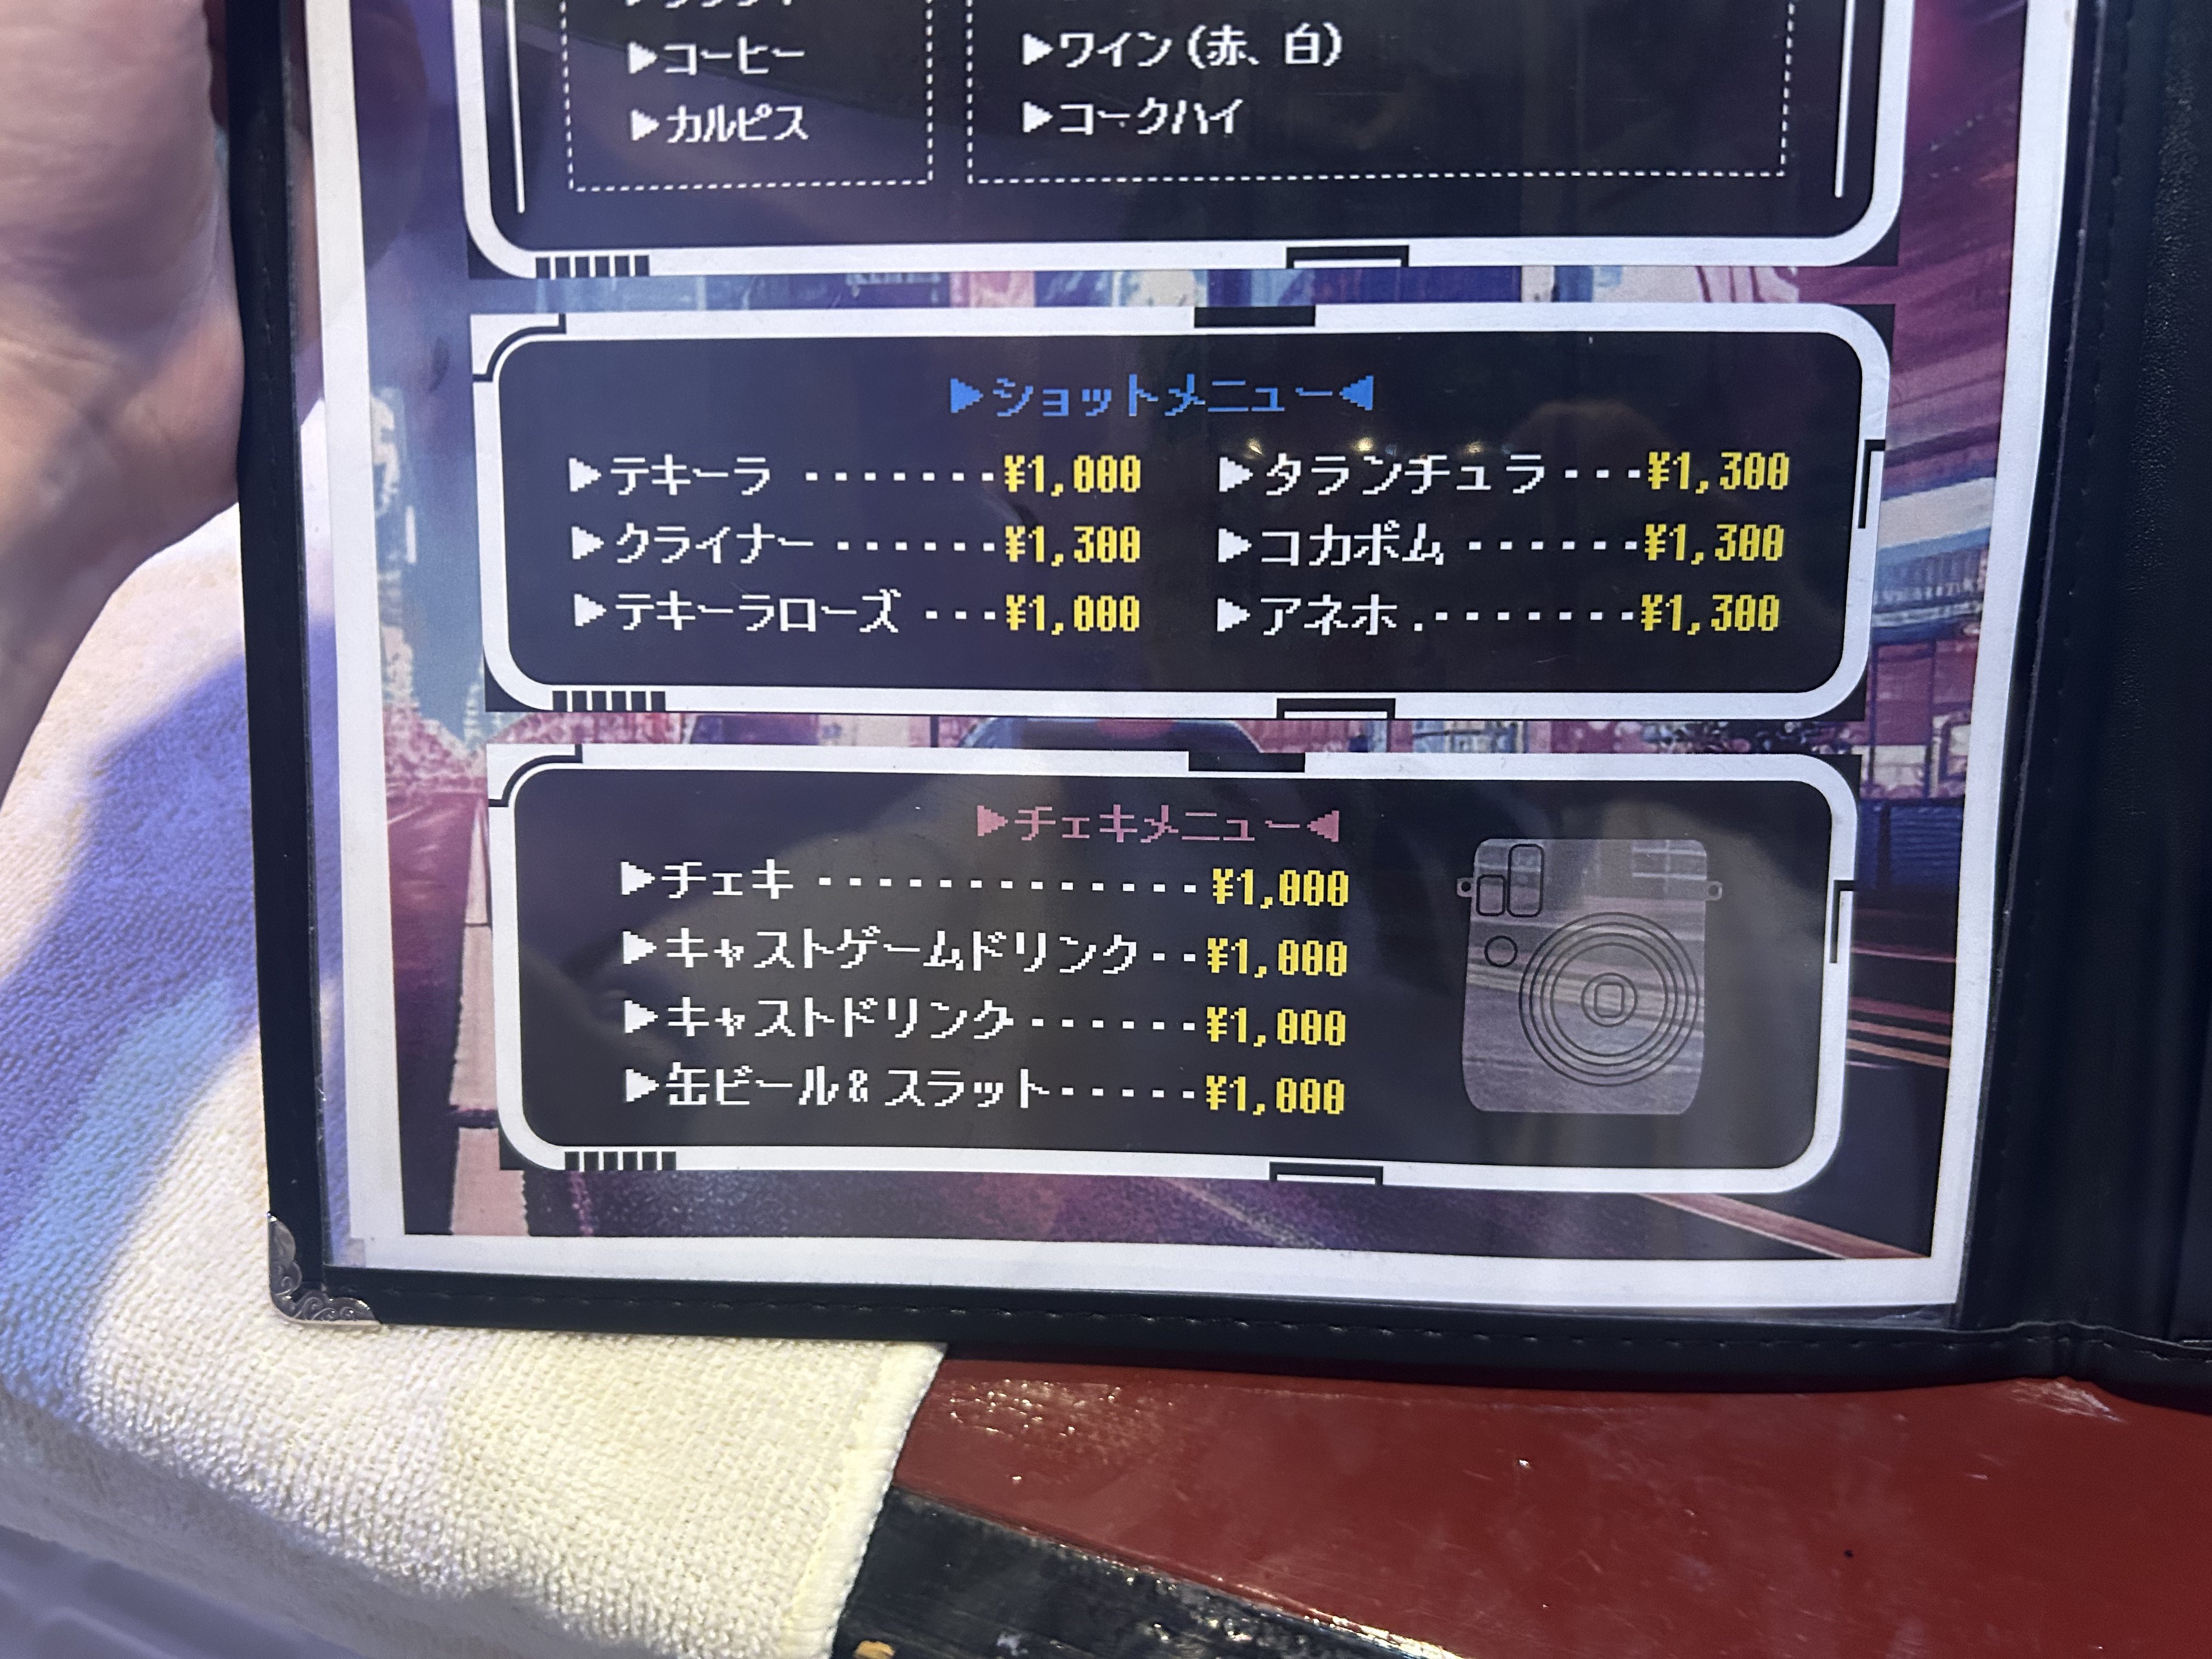 ▶コーヒー
▶カルピス
▶ワイン(赤、白)
▶コークハイ
▶ショットメニュー◀
▶テキーラ ・・・・・・・¥1,000
▶クライナー ・・・・・・¥1,300
▶テキーラローズ ・・・¥1,000
▶タランチュラ・・・¥1,300
▶コカボム ・・・・・・¥1,300
▶アネホ .・・・・・・・¥1,300
▶チェキメニュー◀
▶チェキ ・・・・・・・・・・・・・¥1,000
▶キャストゲームドリンク・・¥1,000
▶キャストドリンク・・・・・・¥1,000
▶缶ビール&スラット・・・・・¥1,000